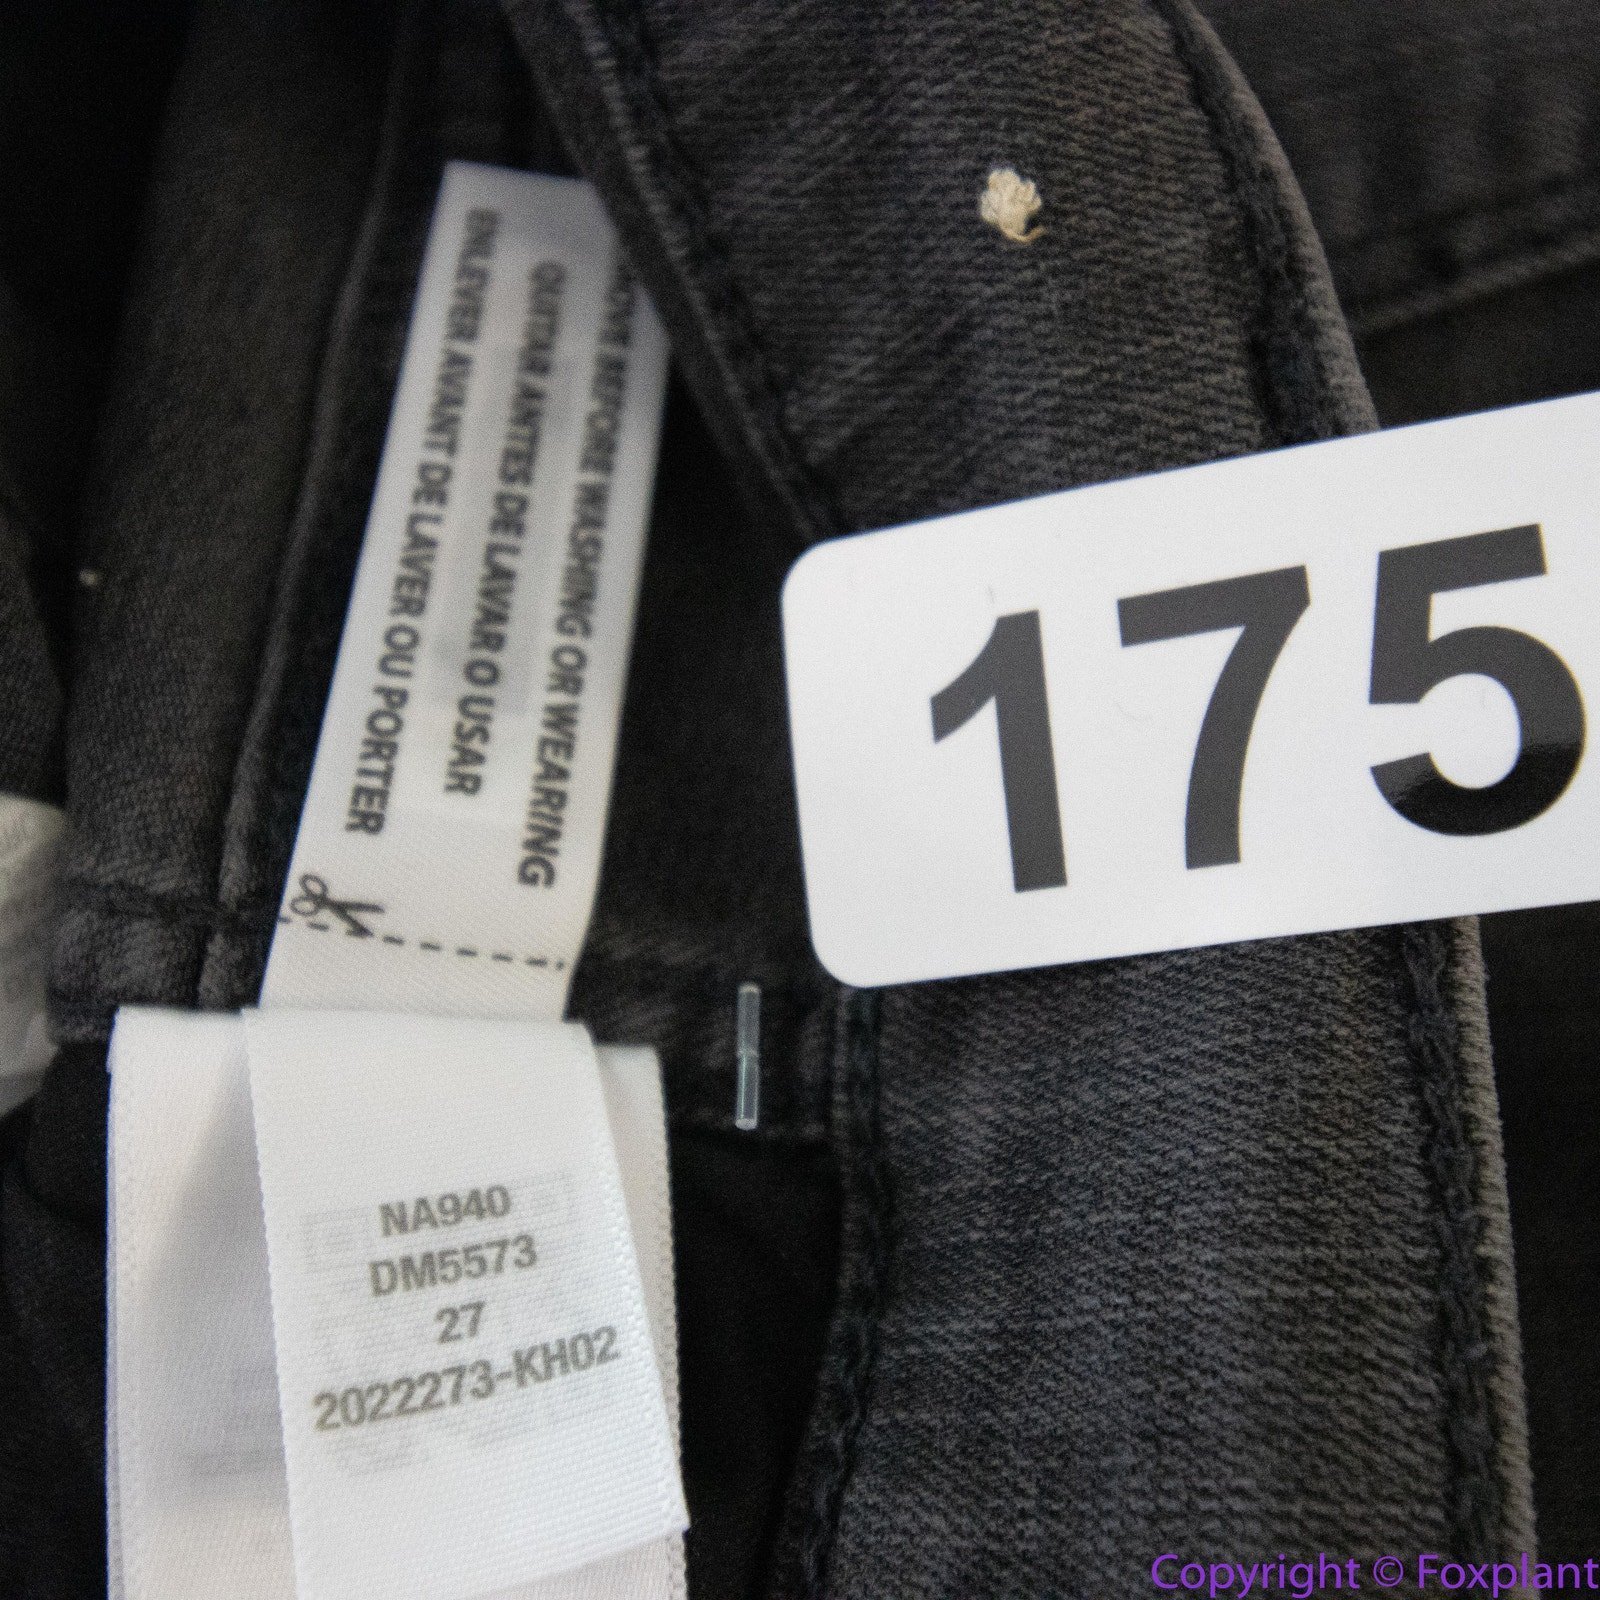 OVE BEFORE WASHING OR WEARING
QUITAR ANTES DE LAVAR O USAR
ENLEVER AVANT DE LAVER OU PORTER
175
NA940
DM5573
27
2022273-KH02
Copyright © Foxplant